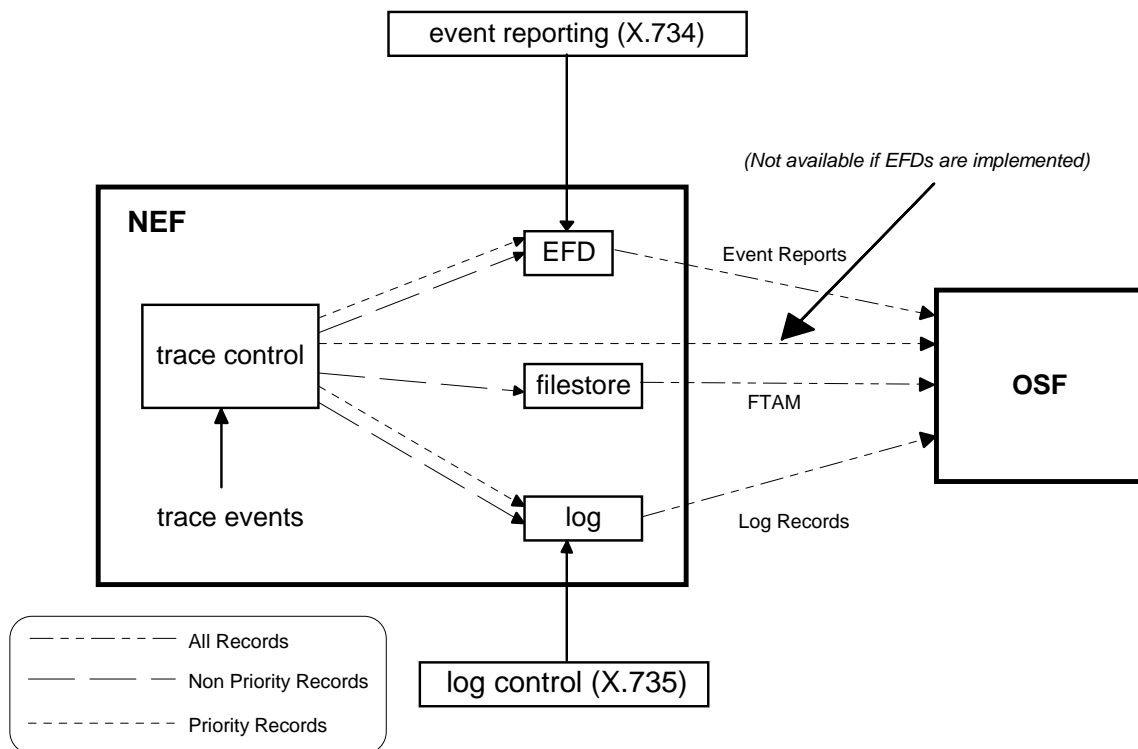 event reporting (X.734)
(Not available if EFDs are implemented)
NEF
EFD
Event Reports
trace control
filestore
FTAM
OSF
trace events
log
Log Records
All Records
Non Priority Records
Priority Records
log control (X.735)